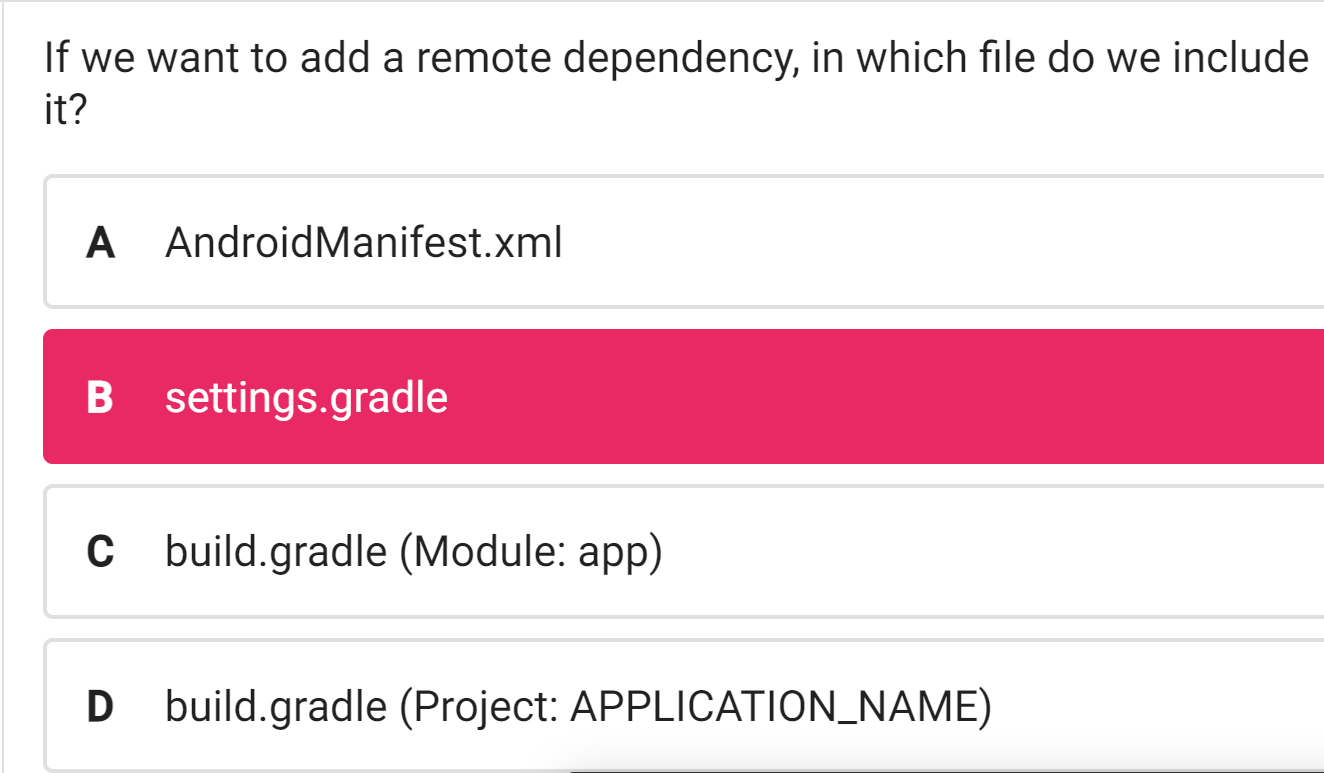 If we want to add a remote dependency, in which file do we include
it?
A AndroidManifest.xml
B settings.gradle
C build.gradle (Module: app)
D build.gradle (Project: APPLICATION_NAME)